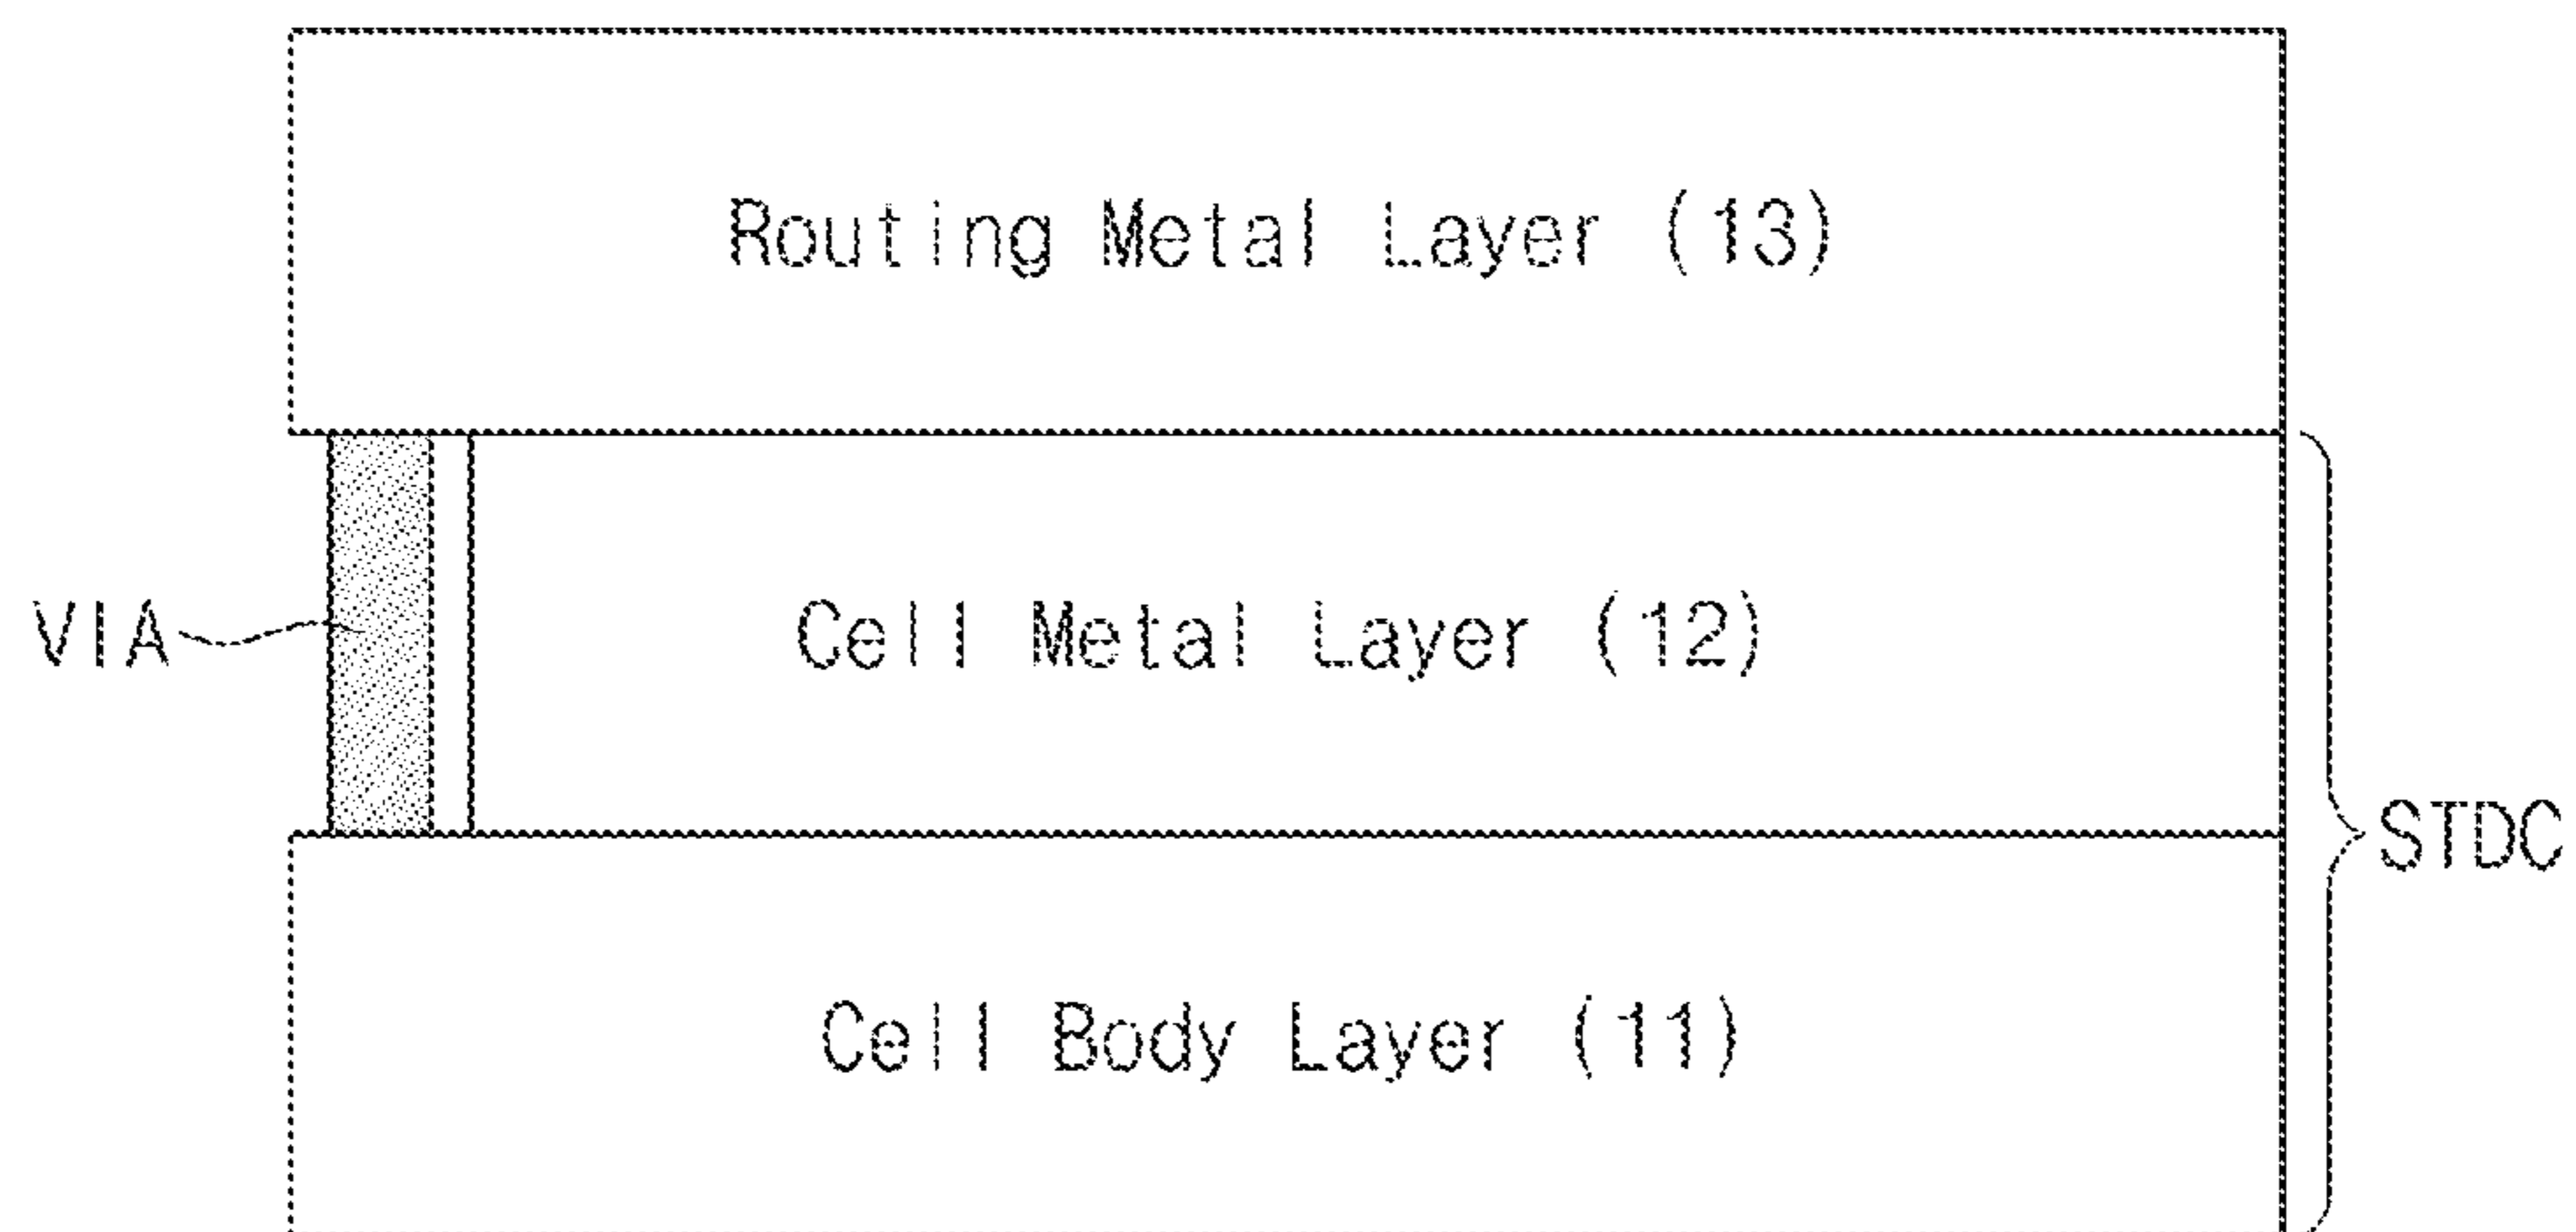 Routing Metal Layer (13)
VIA
Cell Metal Layer (12)
STDC
Cell Body Layer (11)